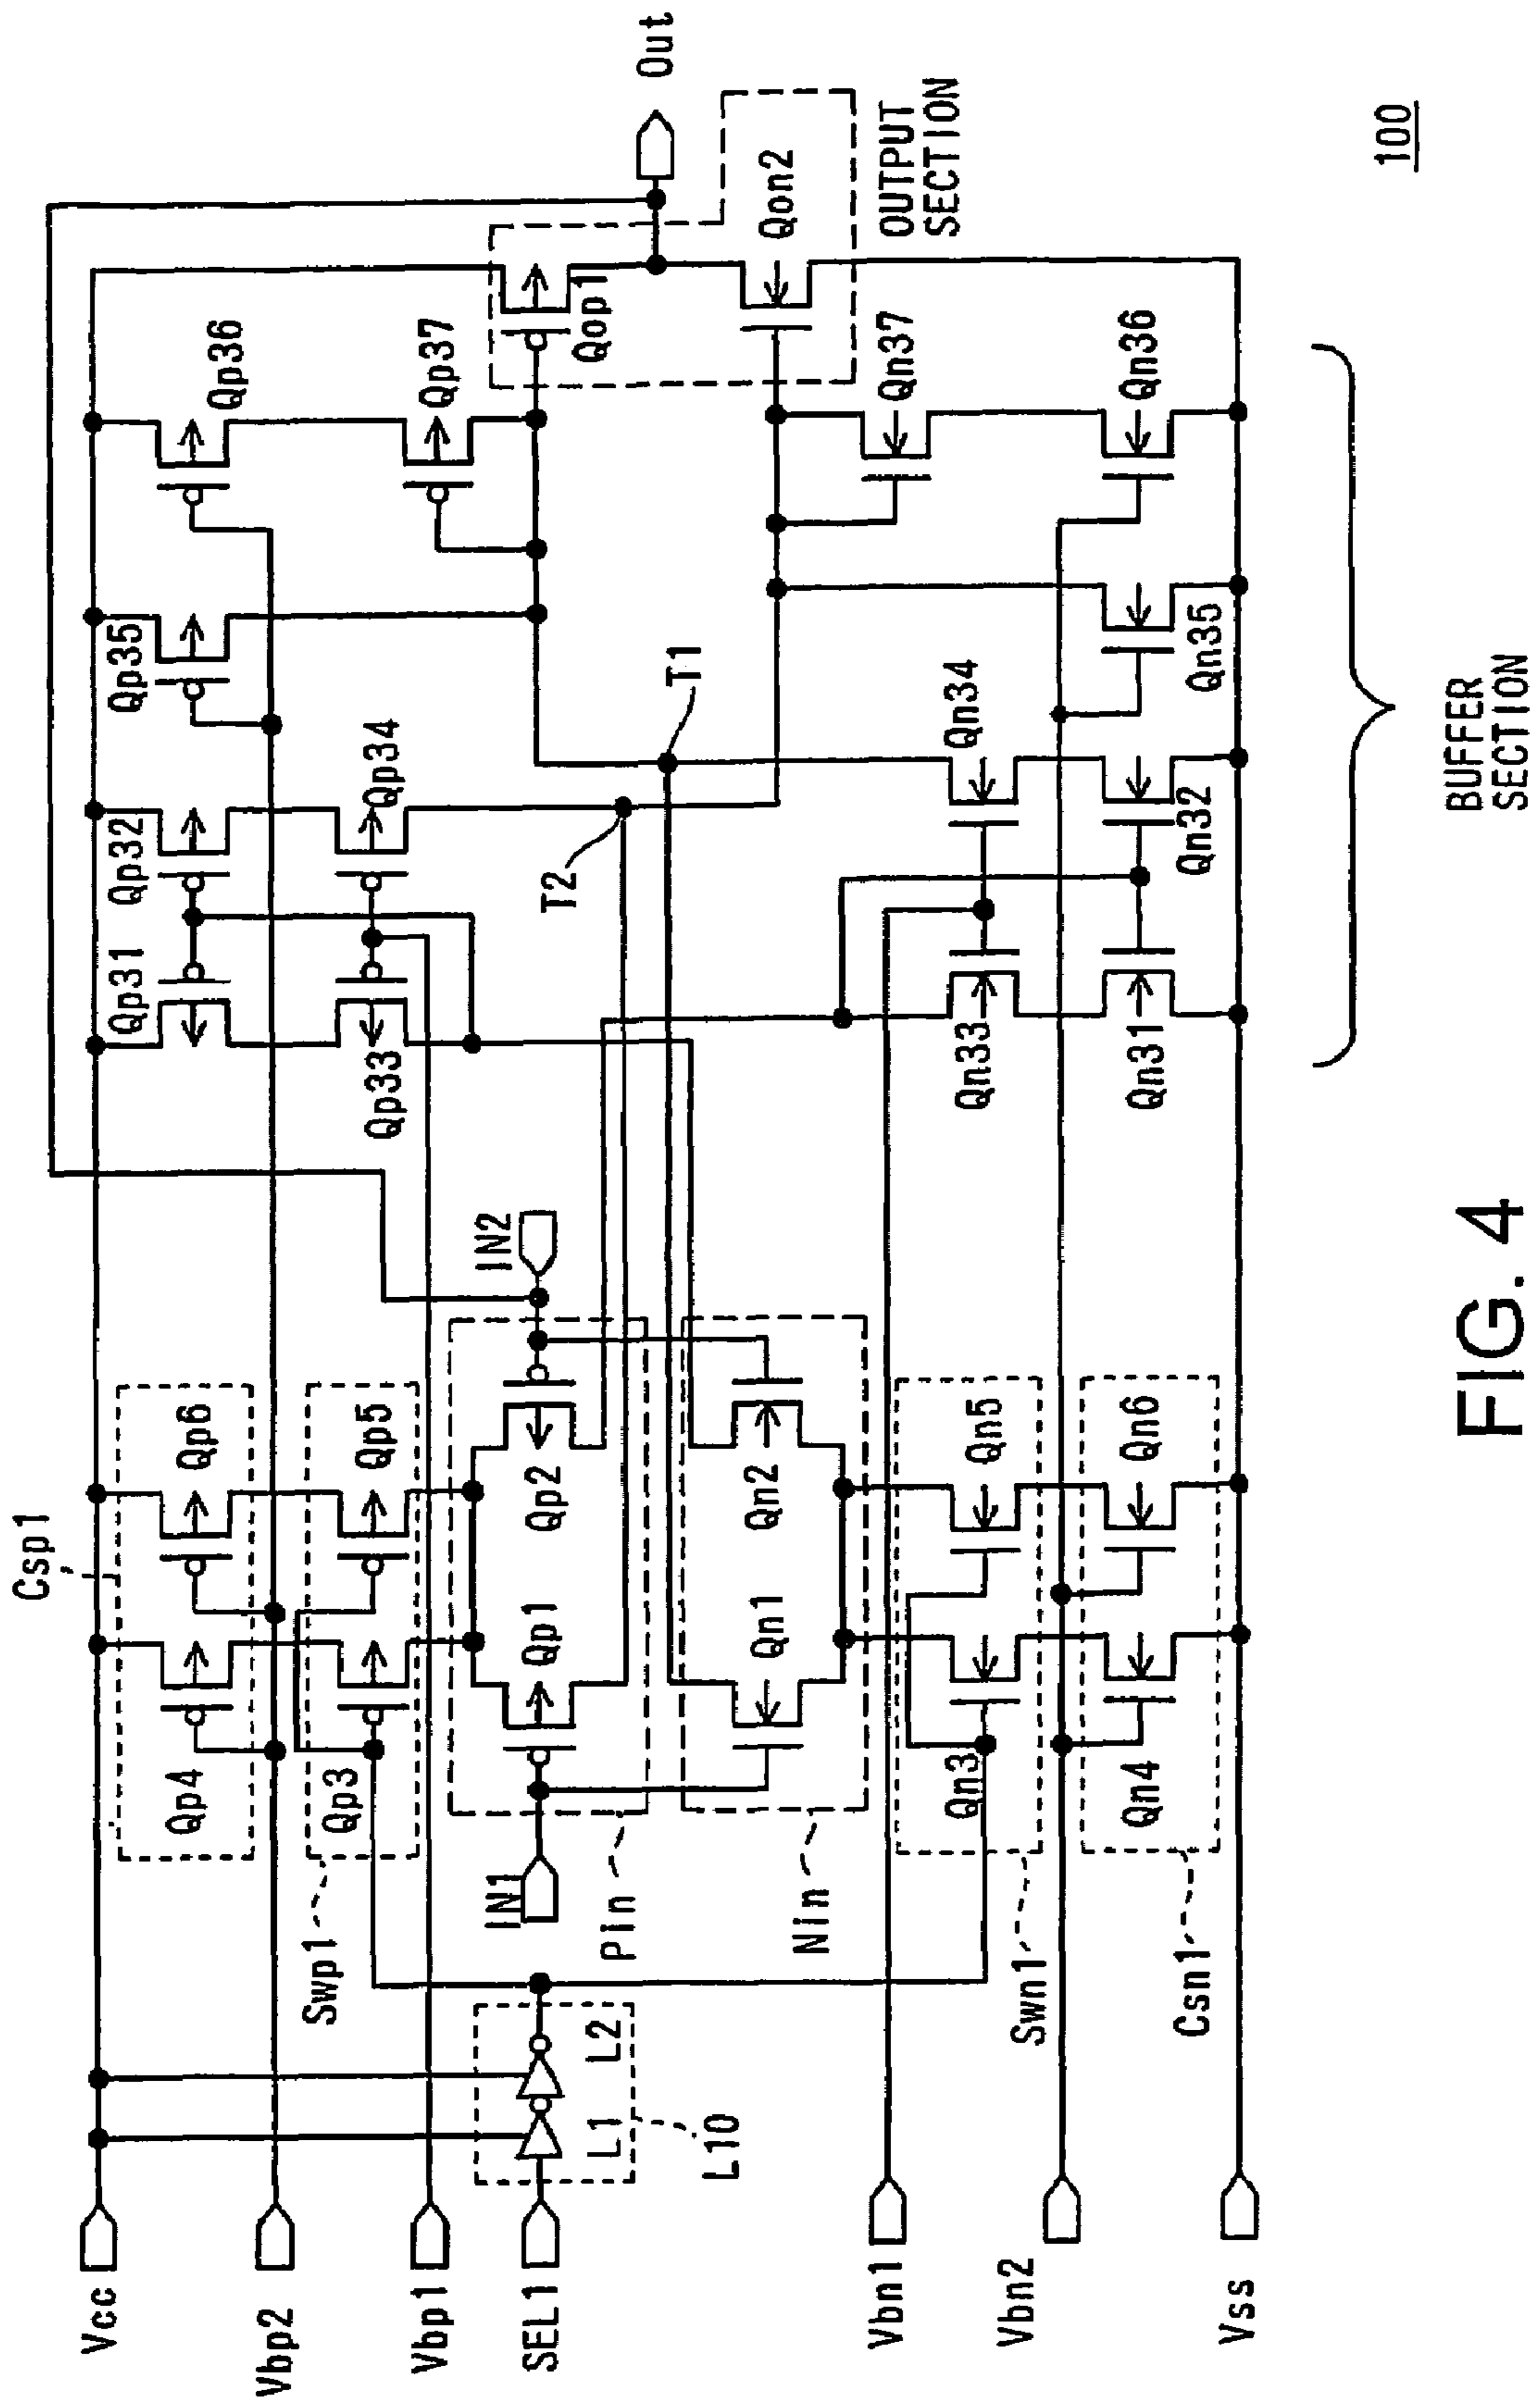 Vcc
Vbp2
Vbp1
SEL1
Vbn1
Vbn2
Vss
L1
L2
L10
Csp1
Qp4
Qp6
Swp1
Qp3
Qp5
IN1
IN2
Pin
Qp1
Qp2
Nin
Qn1
Qn2
Swn1
Qn3
Qn5
Csn1
Qn4
Qn6
Qp31
Qp32
Qp33
Qp34
Qp35
Qp36
Qp37
T2
T1
Qn33
Qn34
Qn31
Qn32
Qn35
Qn37
Qn36
Qop1
Qon2
Out
OUTPUT
SECTION
BUFFER
SECTION
100
FIG. 4